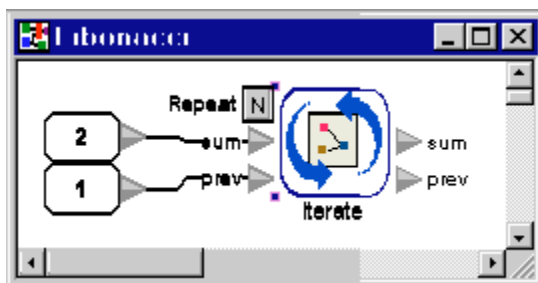 Fibonacci
Repeat N
2 sum sum
1 prev prev
Iterate